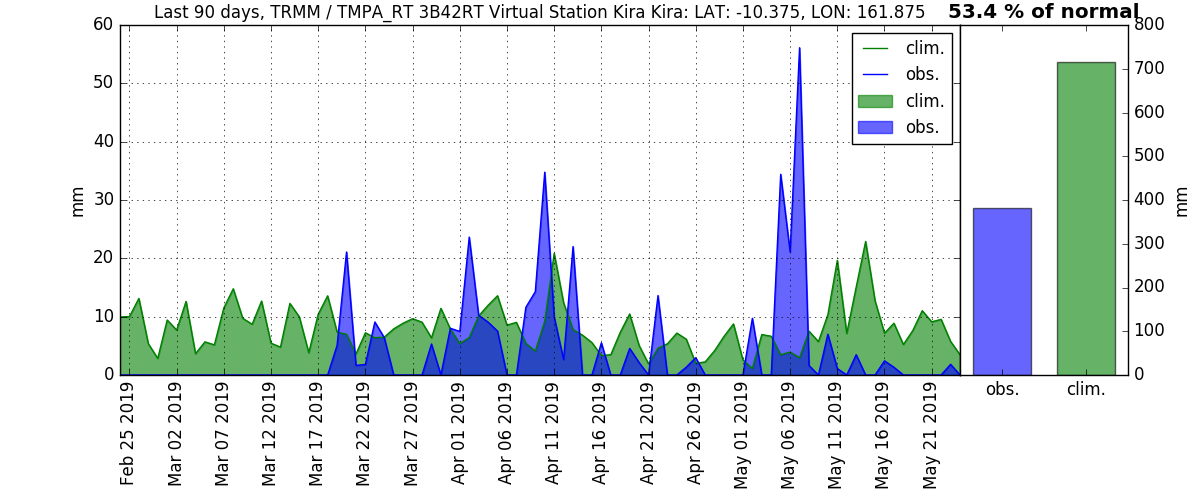 Last 90 days, TRMM / TMPA_RT 3B42RT Virtual Station Kira Kira: LAT: -10.375, LON: 161.875
53.4 % of normal
60
50
40
30
20
10
0
mm
clim.
obs.
clim.
obs.
800
700
600
500
400
300
200
100
0
mm
Feb 25 2019
Mar 02 2019
Mar 07 2019
Mar 12 2019
Mar 17 2019
Mar 22 2019
Mar 27 2019
Apr 01 2019
Apr 06 2019
Apr 11 2019
Apr 16 2019
Apr 21 2019
Apr 26 2019
May 01 2019
May 06 2019
May 11 2019
May 16 2019
May 21 2019
obs.
clim.